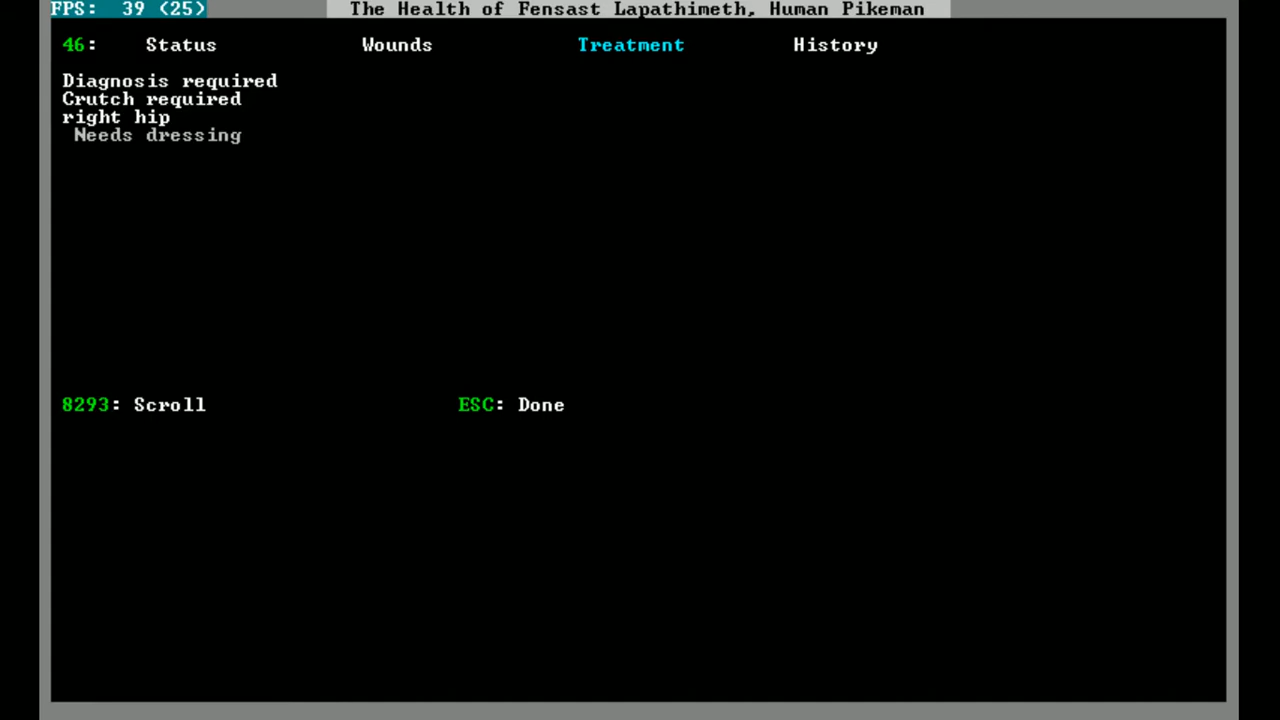 FPS: 39 (25) The Health of Fensast Lapathimeth, Human Pikeman
46: Status Wounds Treatment History
Diagnosis required
Crutch required
right hip
Needs dressing
8293: Scroll ESC: Done